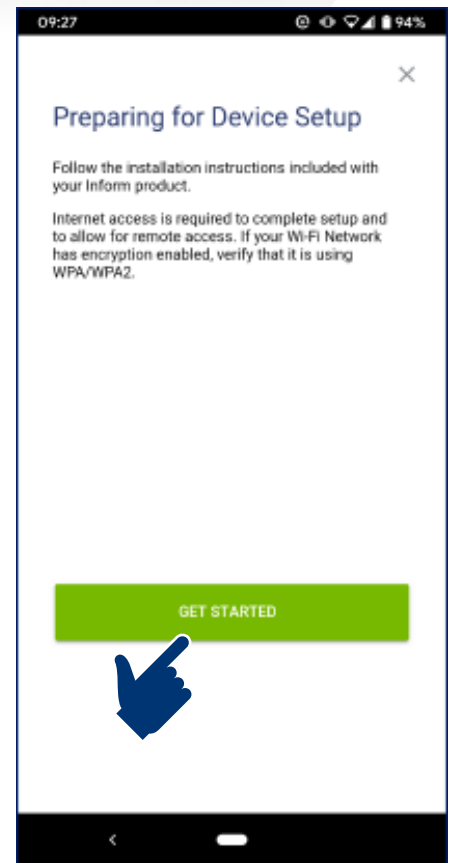 09:27
94%
Preparing for Device Setup
Follow the installation instructions included with
your Inform product.
Internet access is required to complete setup and
to allow for remote access. If your Wi-Fi Network
has encryption enabled, verify that it is using
WPA/WPA2.
GET STARTED